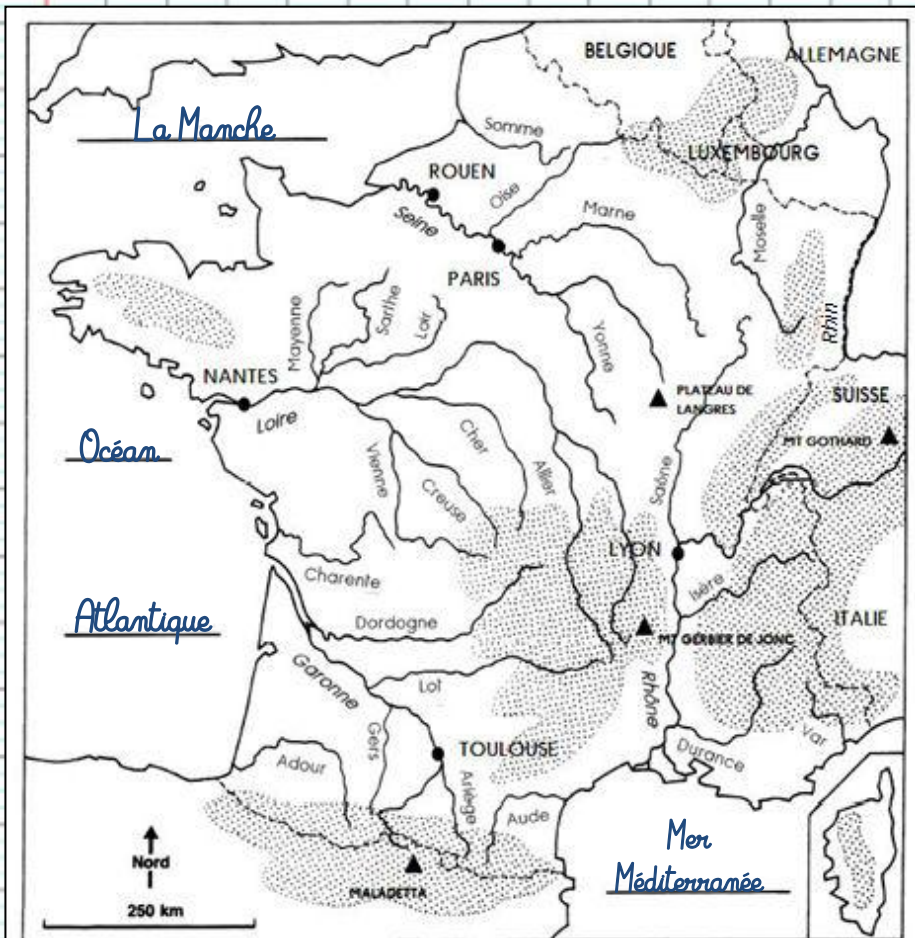 BELGIQUE
ALLEMAGNE
La Manche
Somme
LUXEMBOURG
ROUEN
Oise
Marne
Seine
Moselle
PARIS
Sarthe
Mayenne
Loir
Yonne
Rhin
NANTES
PLATEAU DE
LANGRES
SUISSE
Loire
Océan
Cher
MT GOTHARD
Vienne
Allier
Saône
Creuse
LYON
Charente
Isère
Atlantique
Dordogne
ITALIE
MT GERBIER DE JONC
Garonne
Lot
Rhône
Gers
TOULOUSE
Var
Durance
Adour
Ariège
Aude
Mer
Méditerranée
Nord
MALADETTA
250 km